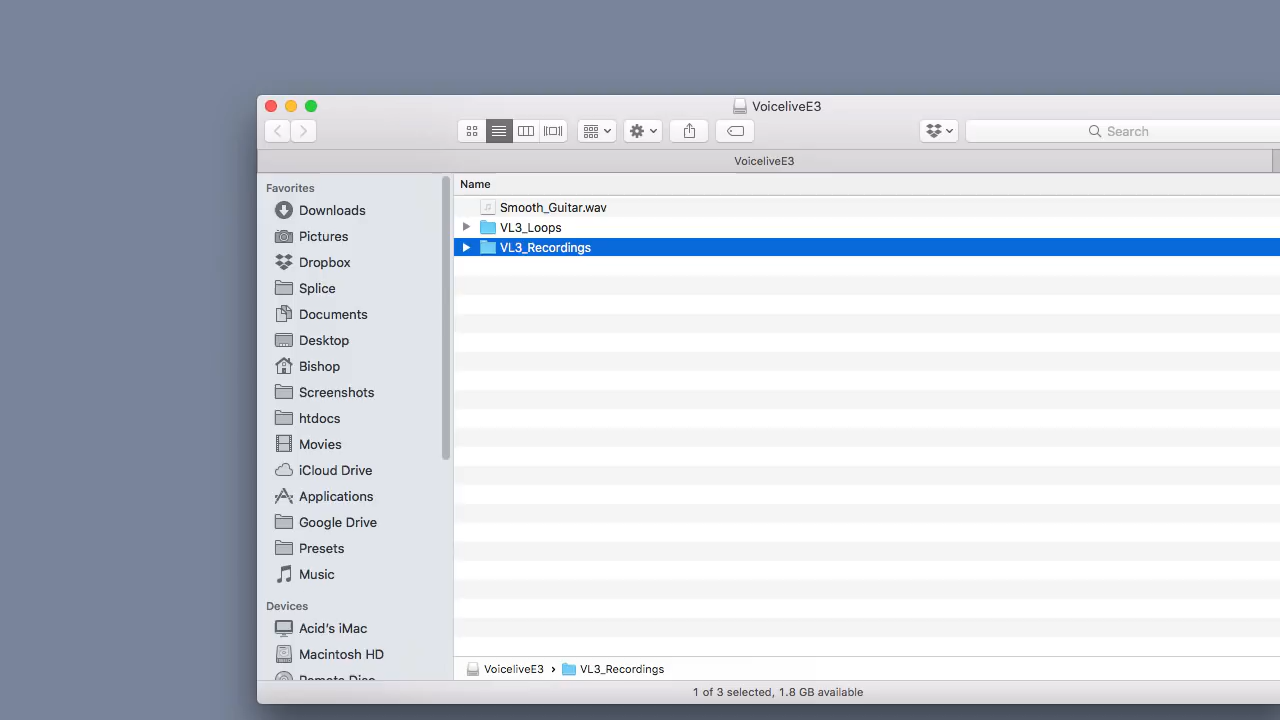 VoiceliveE3
Search
VoiceliveE3
Favorites
Downloads
Pictures
Dropbox
Splice
Documents
Desktop
Bishop
Screenshots
htdocs
Movies
iCloud Drive
Applications
Google Drive
Presets
Music
Devices
Acid's iMac
Macintosh HD
Remote Disc
Name
Smooth_Guitar.wav
VL3_Loops
VL3_Recordings
VoiceliveE3 › VL3_Recordings
1 of 3 selected, 1.8 GB available